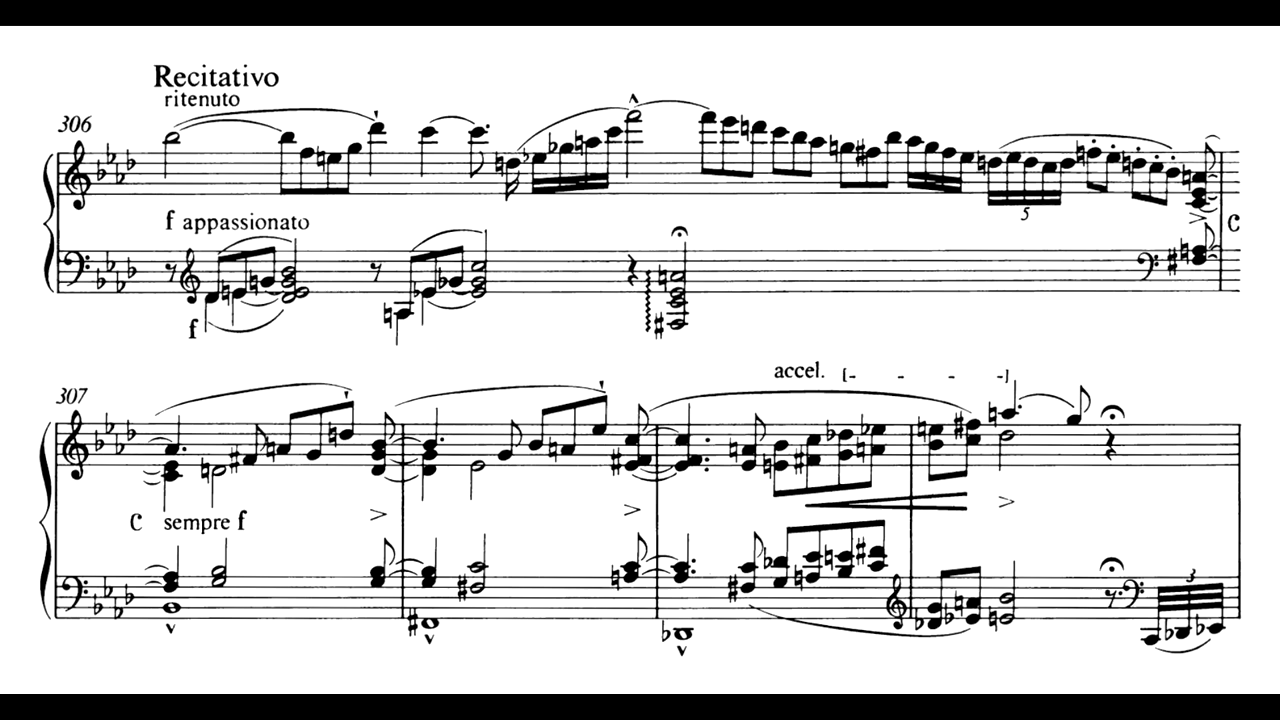 Recitativo
ritenuto
306
f appassionato
f
5
C
accel.
307
C sempre f
3